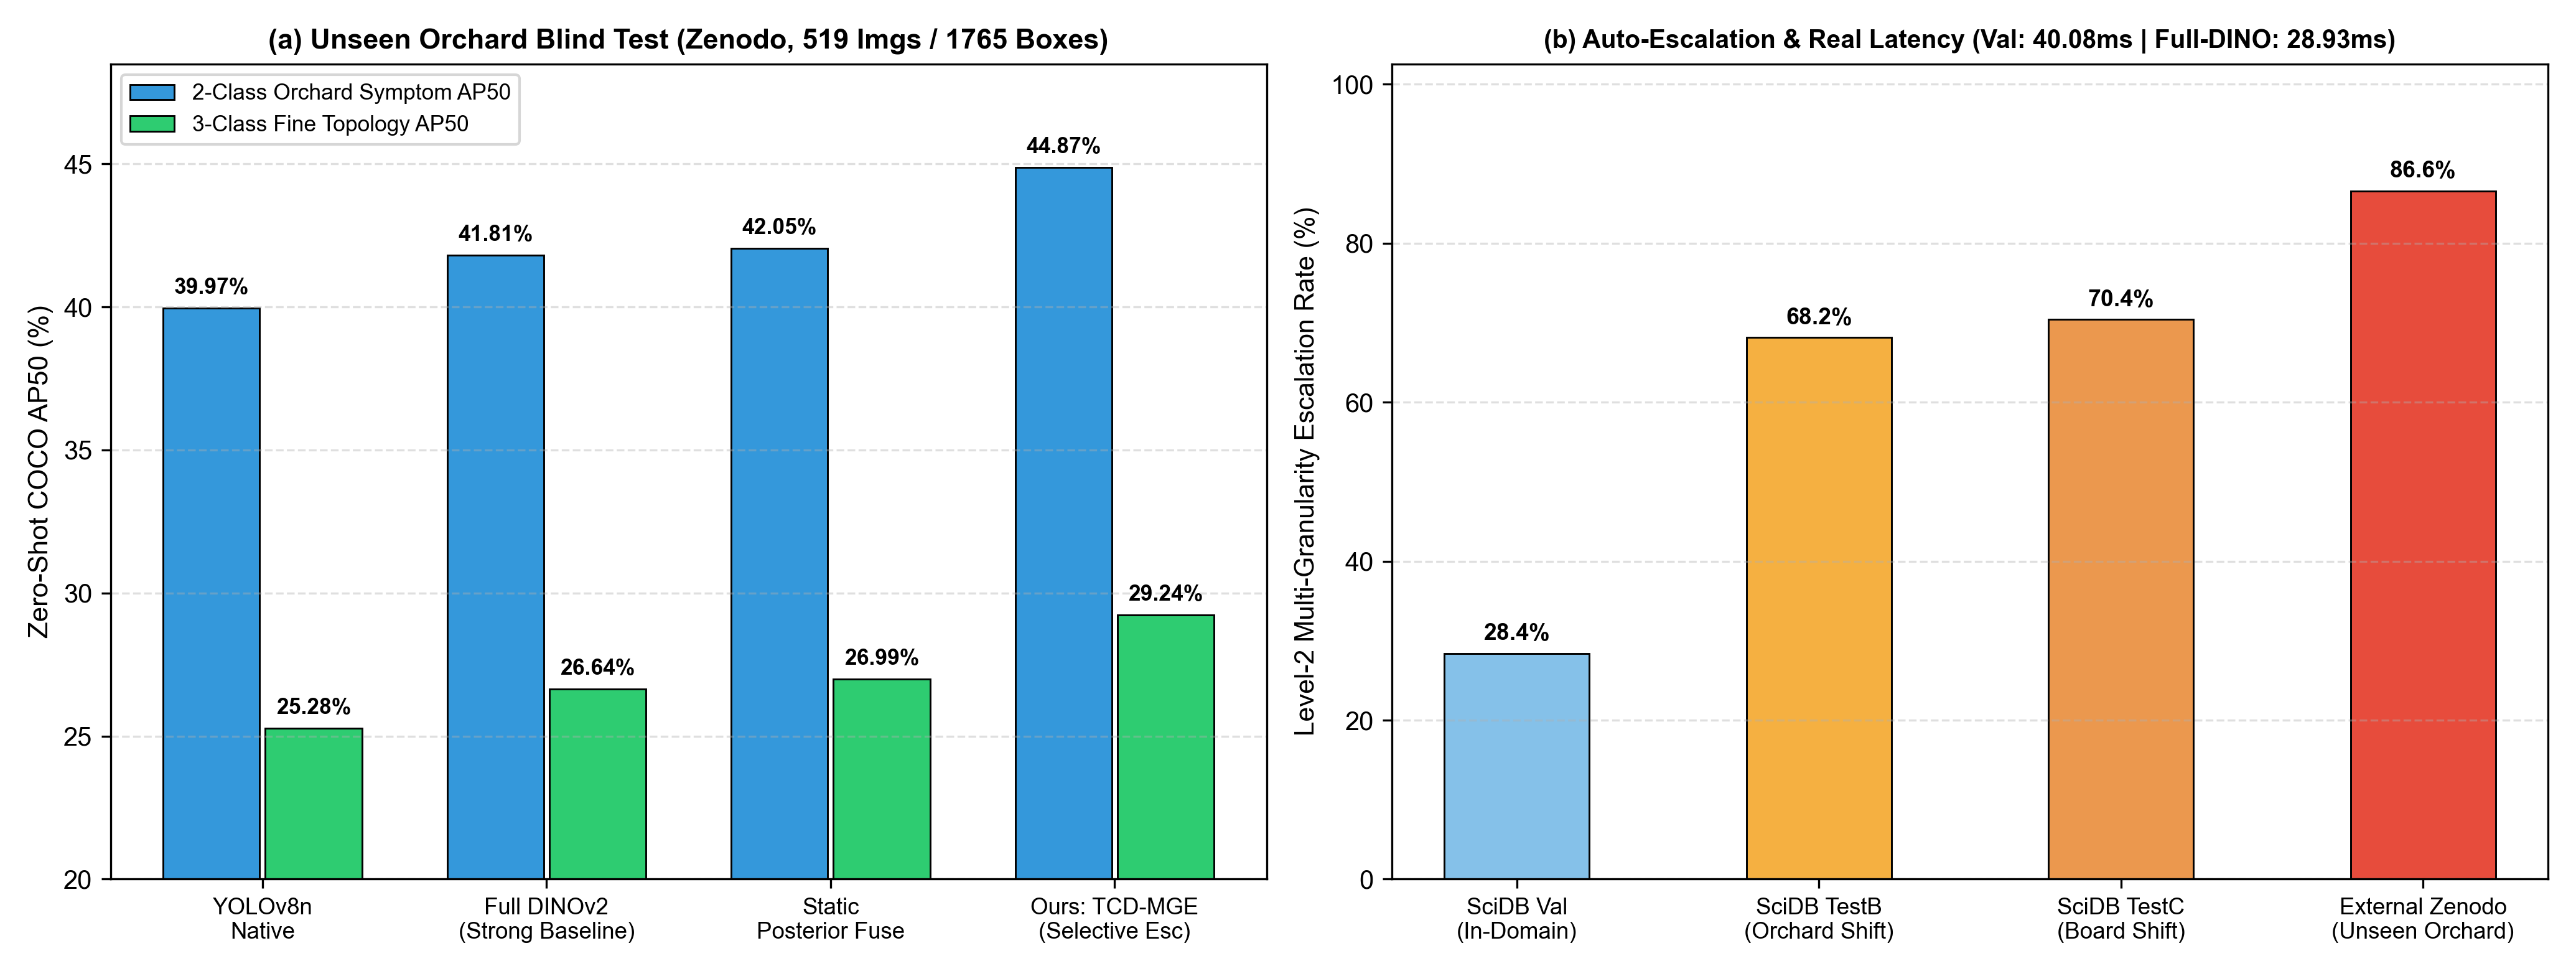 (a) Unseen Orchard Blind Test (Zenodo, 519 Imgs / 1765 Boxes)
2-Class Orchard Symptom AP50
3-Class Fine Topology AP50
Zero-Shot COCO AP50 (%)
45
40
35
30
25
20
39.97%
25.28%
41.81%
26.64%
42.05%
26.99%
44.87%
29.24%
YOLOv8n
Native
Full DINOv2
(Strong Baseline)
Static
Posterior Fuse
Ours: TCD-MGE
(Selective Esc)
(b) Auto-Escalation & Real Latency (Val: 40.08ms | Full-DINO: 28.93ms)
Level-2 Multi-Granularity Escalation Rate (%)
100
80
60
40
20
0
28.4%
68.2%
70.4%
86.6%
SciDB Val
(In-Domain)
SciDB TestB
(Orchard Shift)
SciDB TestC
(Board Shift)
External Zenodo
(Unseen Orchard)